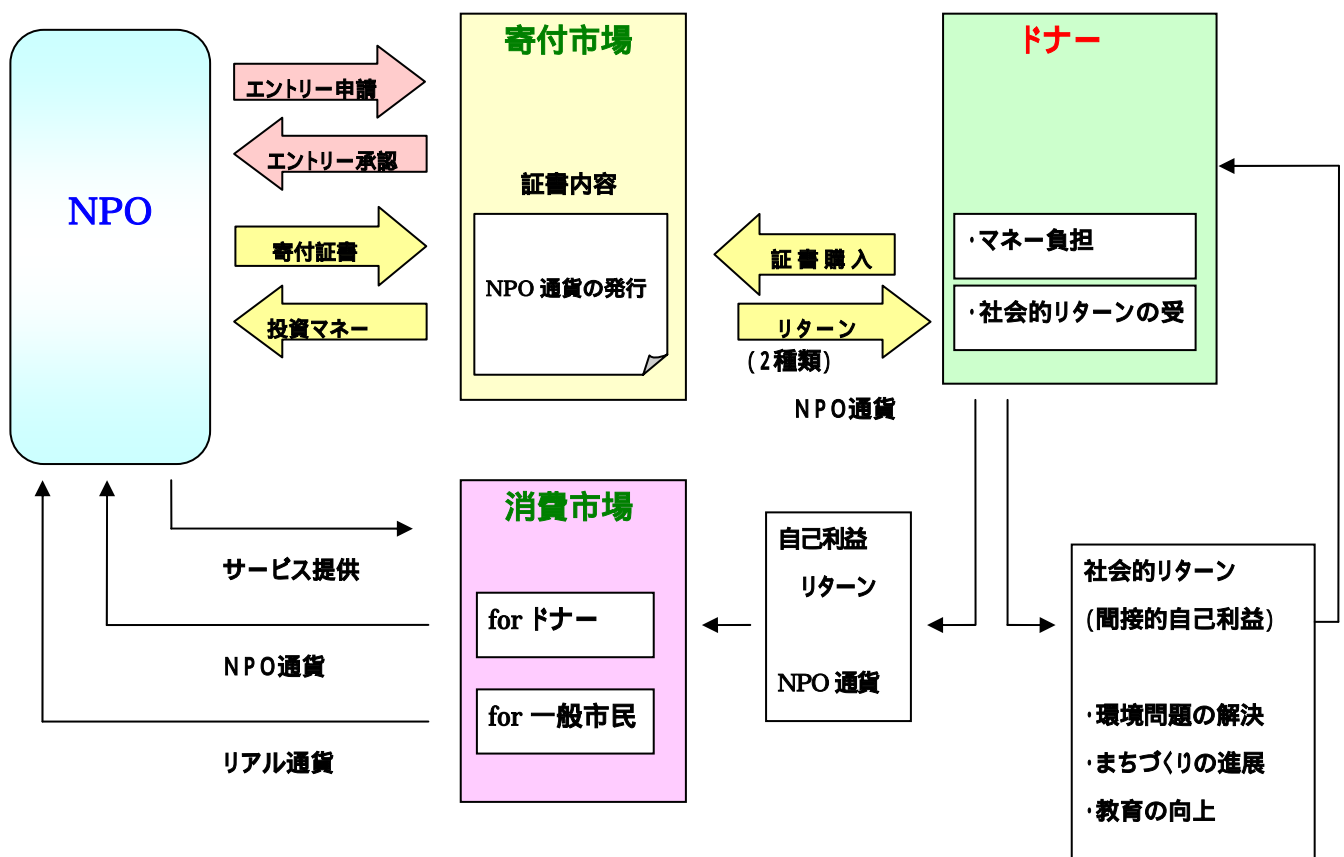 寄付市場
ドナー
エントリー申請
エントリー承認
証書内容
NPO
・マネー負担
寄付証書
証書購入
NPO 通貨の発行
・社会的リターンの受
投資マネー
リターン
(2種類)
NPO通貨
消費市場
自己利益
リターン
NPO 通貨
サービス提供
社会的リターン
(間接的自己利益)
for ドナー
NPO通貨
for 一般市民
・環境問題の解決
リアル通貨
・まちづくりの進展
・教育の向上